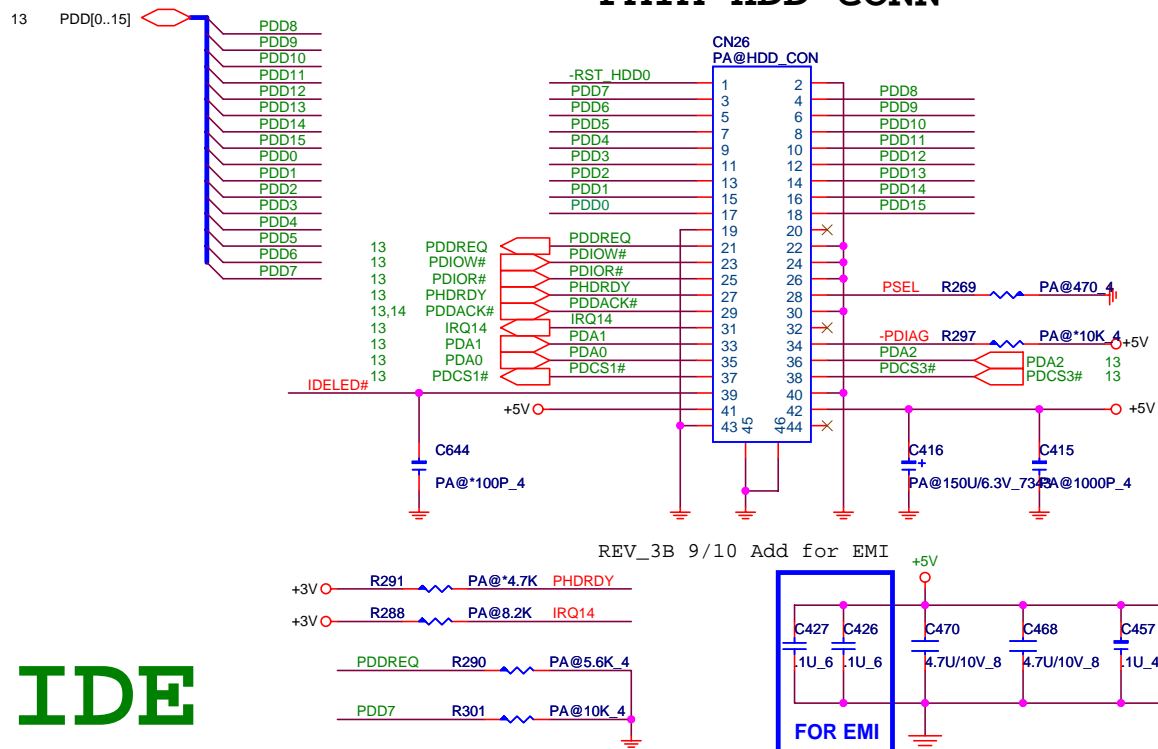 PATA HDD CONN
13 PDD[0..15]
PDD8
PDD9
PDD10
PDD11
PDD12
PDD13
PDD14
PDD15
PDD0
PDD1
PDD2
PDD3
PDD4
PDD5
PDD6
PDD7
CN26
PA@HDD_CON
-RST_HDD0 1 2
PDD7 3 4 PDD8
PDD6 5 6 PDD9
PDD5 7 8 PDD10
PDD4 9 10 PDD11
PDD3 11 12 PDD12
PDD2 13 14 PDD13
PDD1 15 16 PDD14
PDD0 17 18 PDD15
19 20
13 PDDREQ PDDREQ 21 22
13 PDIOW# PDIOW# 23 24
13 PDIOR# PDIOR# 25 26
13 PHDRDY PHDRDY 27 28 PSEL R269 PA@470_4
13,14 PDDACK# PDDACK# 29 30
13 IRQ14 IRQ14 31 32
13 PDA1 PDA1 33 34 -PDIAG R297 PA@*10K_4 +5V
13 PDA0 PDA0 35 36 PDA2 PDA2 13
13 PDCS1# PDCS1# 37 38 PDCS3# PDCS3# 13
IDELED# 39 40
+5V 41 42 +5V
43 44
45 46
C644
PA@*100P_4
C416
PA@150U/6.3V_7343
C415
PA@1000P_4
REV_3B 9/10 Add for EMI
+3V R291 PA@*4.7K PHDRDY
+3V R288 PA@8.2K IRQ14
PDDREQ R290 PA@5.6K_4
PDD7 R301 PA@10K_4
+5V
C427
.1U_6
C426
.1U_6
C470
4.7U/10V_8
C468
4.7U/10V_8
C457
.1U_4
FOR EMI
IDE